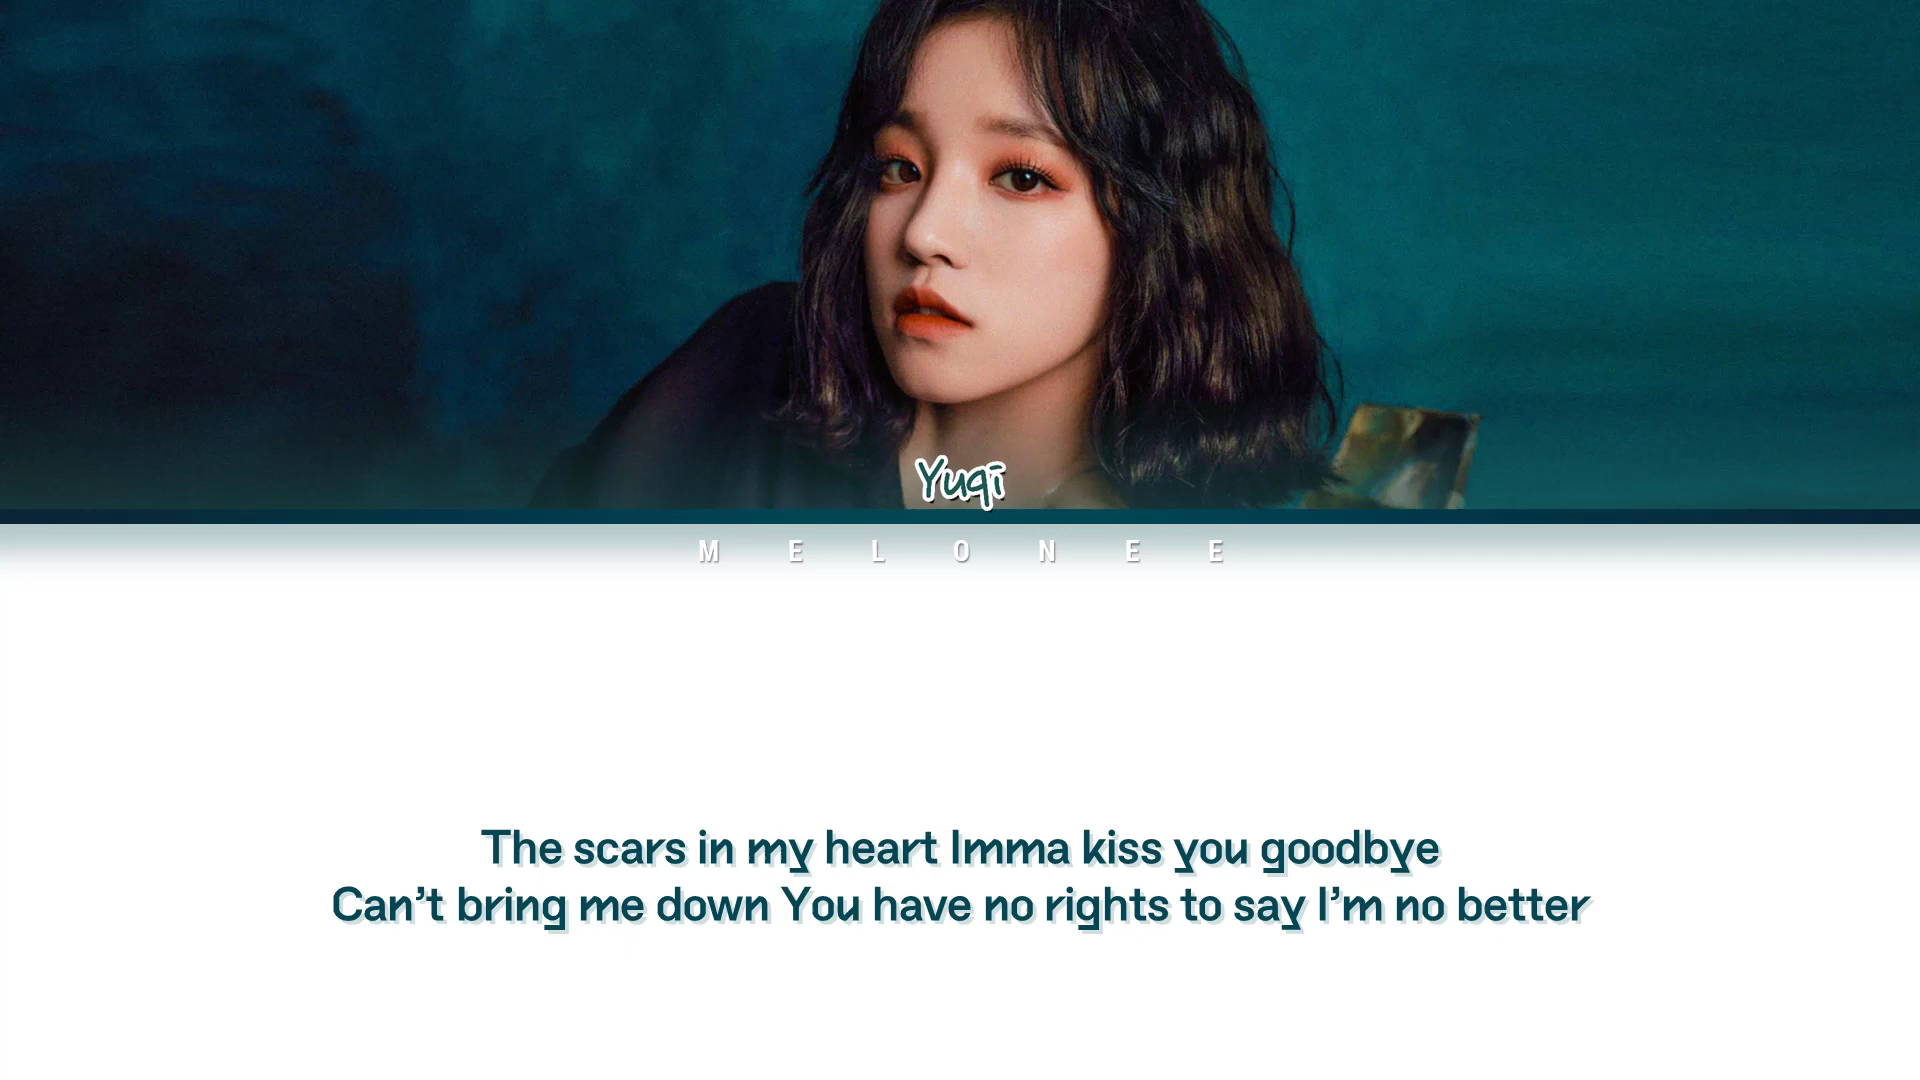 Yuqi
MELONEE
The scars in my heart Imma kiss you goodbye
Can’t bring me down You have no rights to say I’m no better